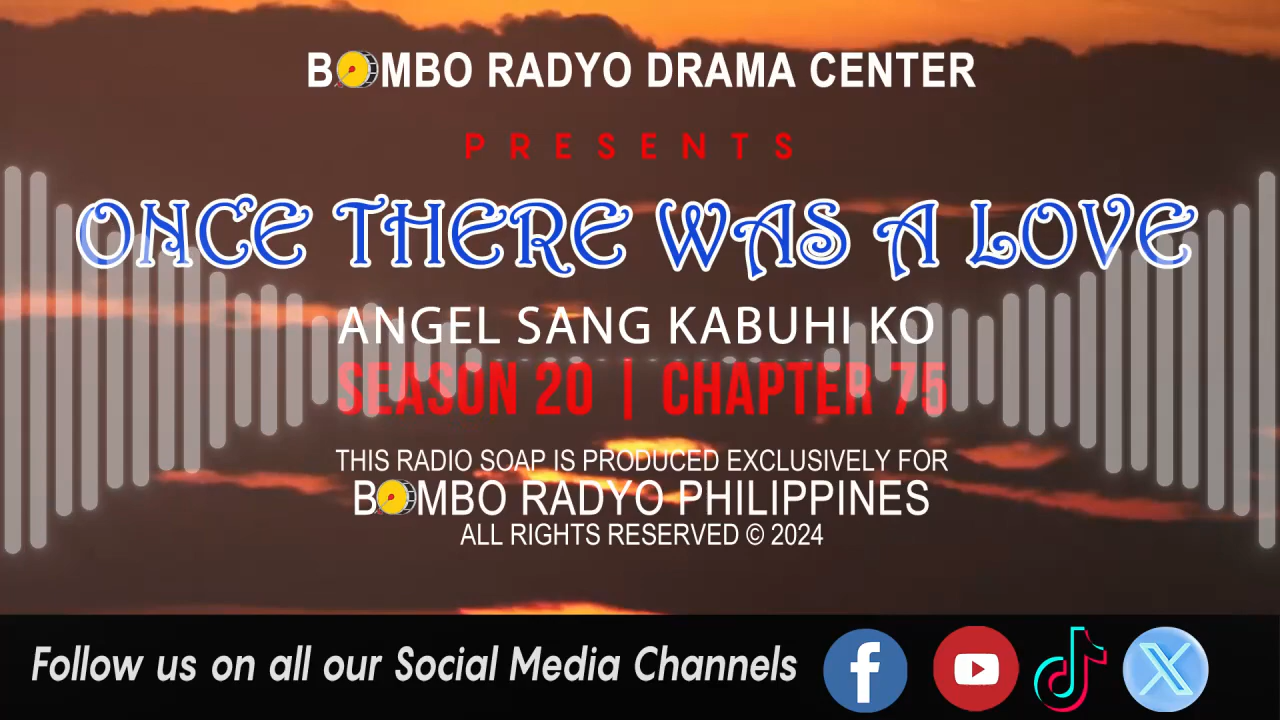 BOMBO RADYO DRAMA CENTER
PRESENTS
ONCE THERE WAS A LOVE
ANGEL SANG KABUHI KO
SEASON 20 | CHAPTER 75
THIS RADIO SOAP IS PRODUCED EXCLUSIVELY FOR
BOMBO RADYO PHILIPPINES
ALL RIGHTS RESERVED © 2024
Follow us on all our Social Media Channels